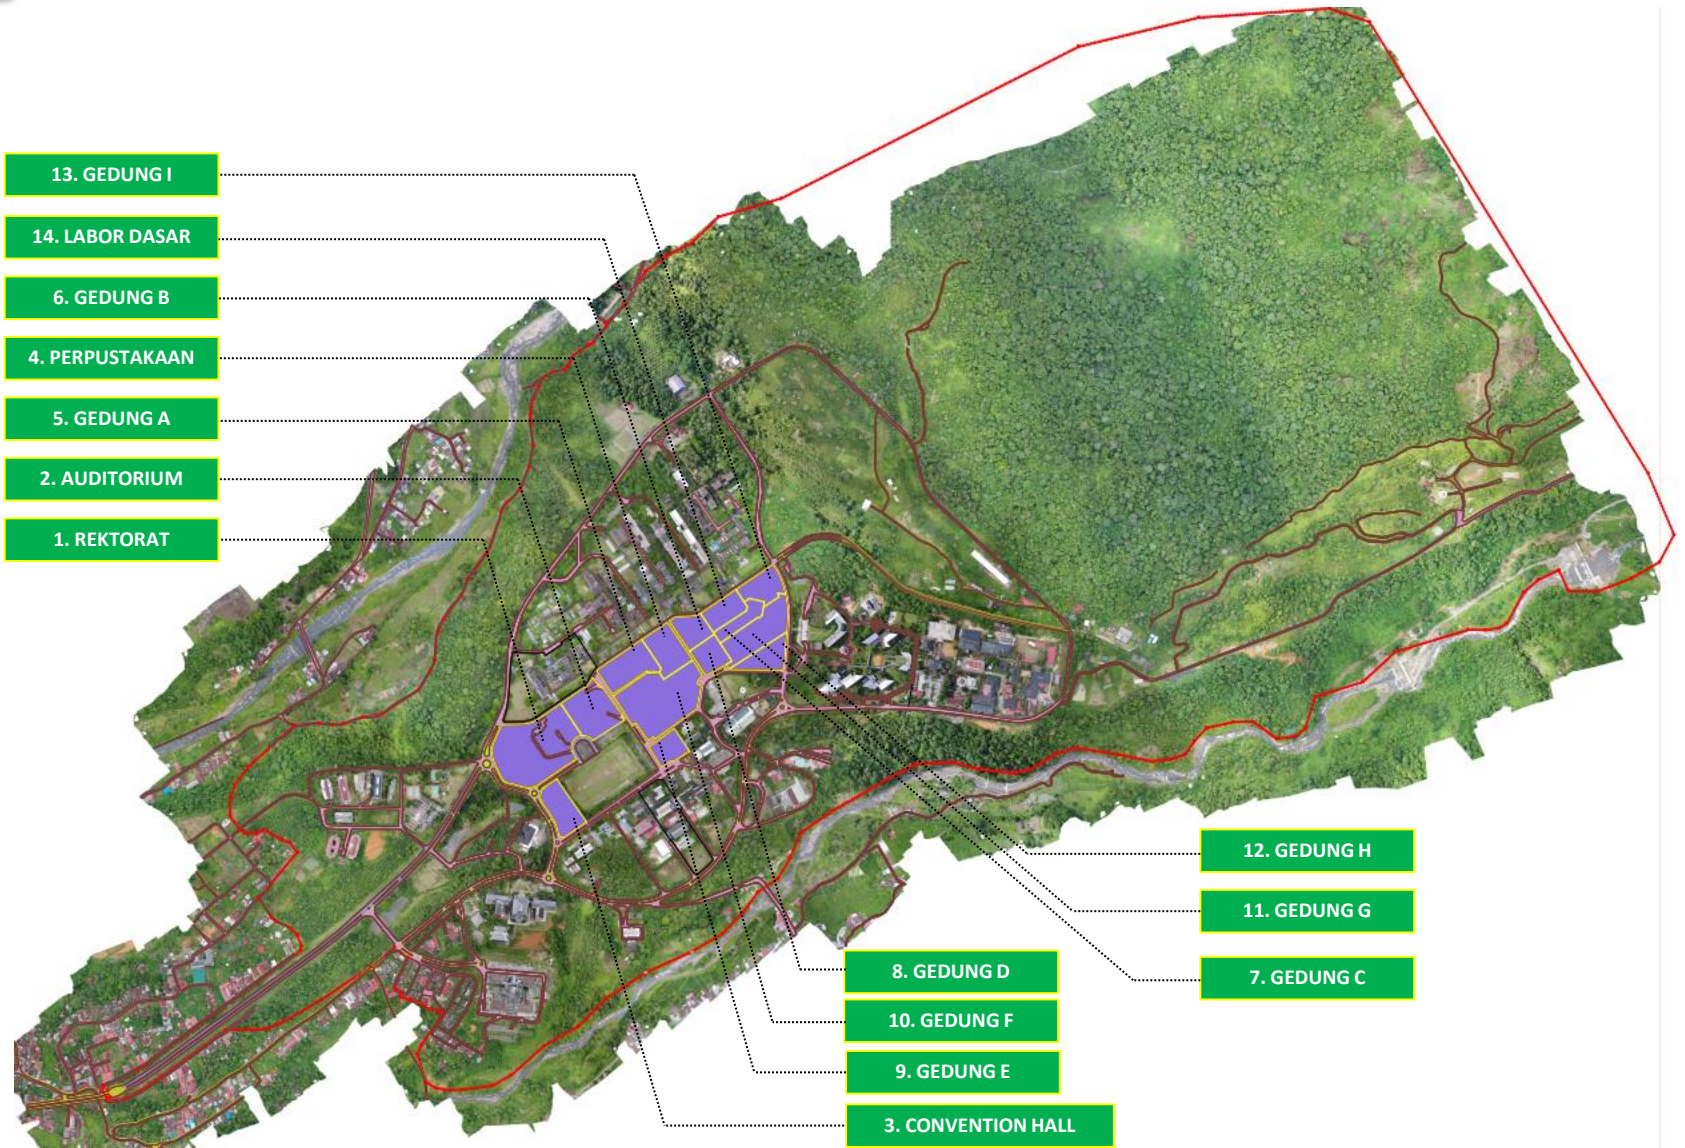 13. GEDUNG I
14. LABOR DASAR
6. GEDUNG B
4. PERPUSTAKAAN
5. GEDUNG A
2. AUDITORIUM
1. REKTORAT
12. GEDUNG H
11. GEDUNG G
7. GEDUNG C
8. GEDUNG D
10. GEDUNG F
9. GEDUNG E
3. CONVENTION HALL